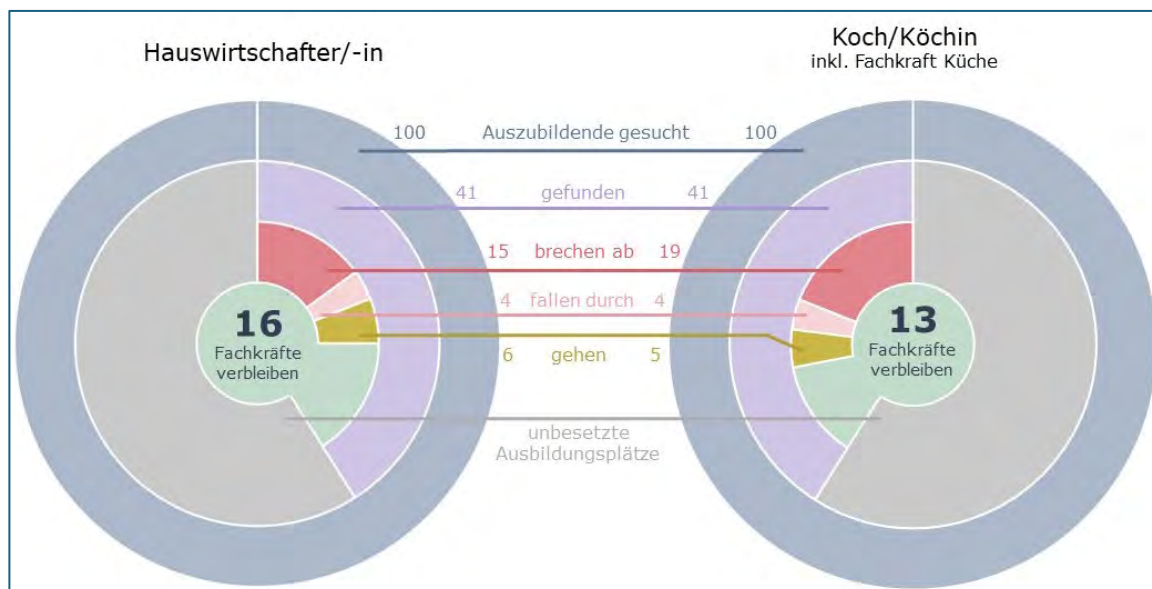 Hauswirtschafter/-in
Koch/Köchin
inkl. Fachkraft Küche
100 Auszubildende gesucht 100
41 gefunden 41
15 brechen ab 19
4 fallen durch 4
6 gehen 5
16
Fachkräfte
verbleiben
13
Fachkräfte
verbleiben
unbesetzte
Ausbildungsplätze